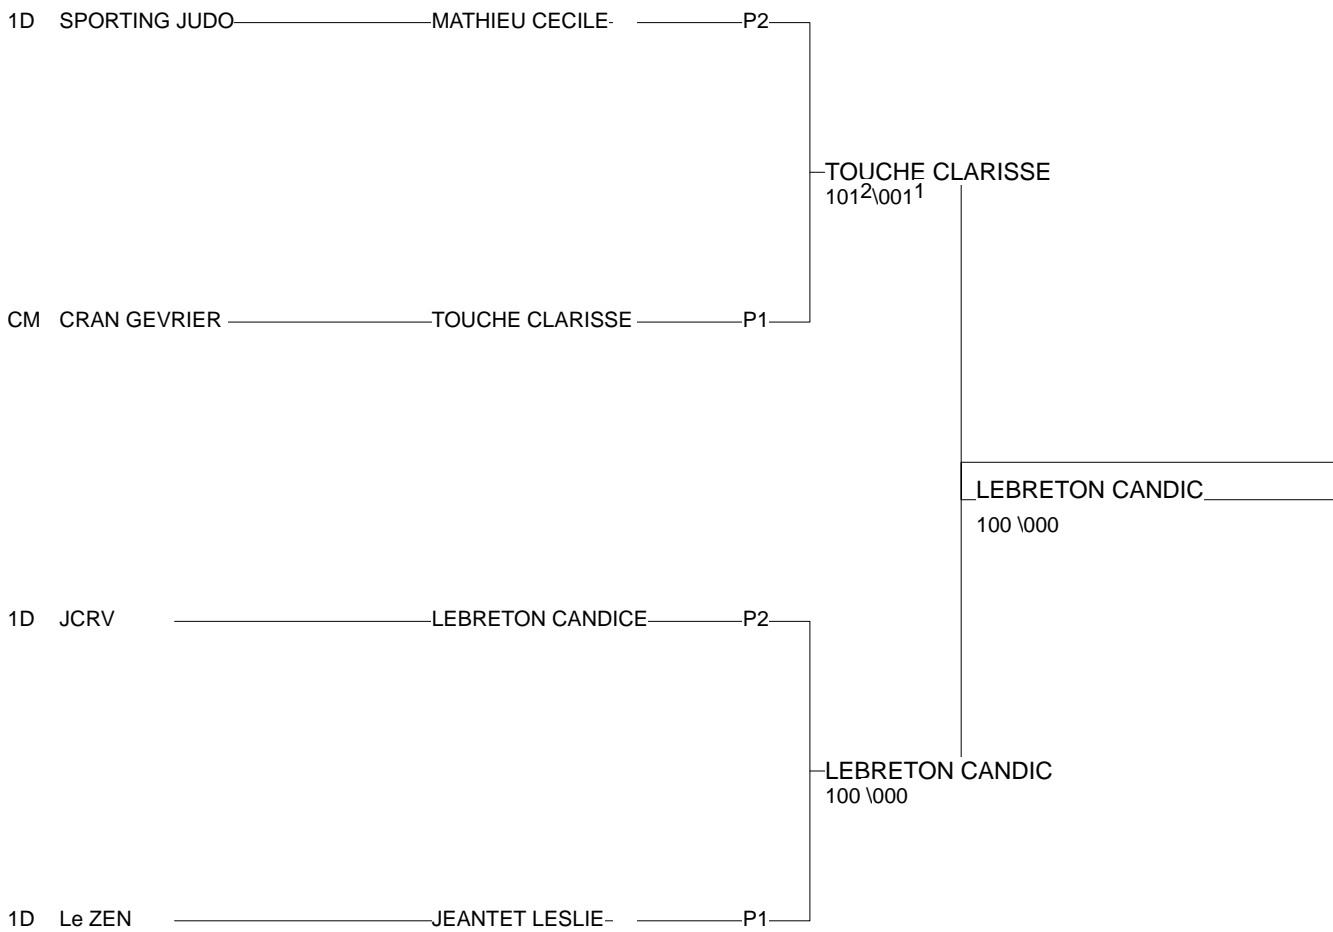 1D SPORTING JUDO MATHIEU CECILE P2
TOUCHE CLARISSE
101²\001¹
CM CRAN GEVRIER TOUCHE CLARISSE P1
LEBRETON CANDIC
100 \000
1D JCRV LEBRETON CANDICE P2
LEBRETON CANDIC
100 \000
1D Le ZEN JEANTET LESLIE P1